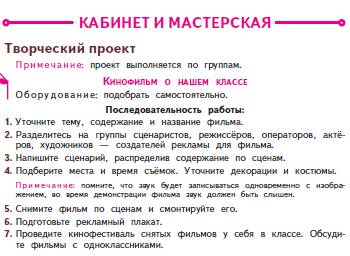 КАБИНЕТ И МАСТЕРСКАЯ
Творческий проект
Примечание: проект выполняется по группам.
КИНОФИЛЬМ О НАШЕМ КЛАССЕ
Оборудование: подобрать самостоятельно.
Последовательность работы:
1. Уточните тему, содержание и название фильма.
2. Разделитесь на группы сценаристов, режиссёров, операторов, актё-
ров, художников — создателей рекламы для фильма.
3. Напишите сценарий, распределив содержание по сценам.
4. Подберите места и время съёмок. Уточните декорации и костюмы.
Примечание: помните, что звук будет записываться одновременно с изобра-
жением, во время демонстрации фильма звук должен быть слышен.
5. Снимите фильм по сценам и смонтируйте его.
6. Подготовьте рекламный плакат.
7. Проведите кинофестиваль снятых фильмов у себя в классе. Обсуди-
те фильмы с одноклассниками.